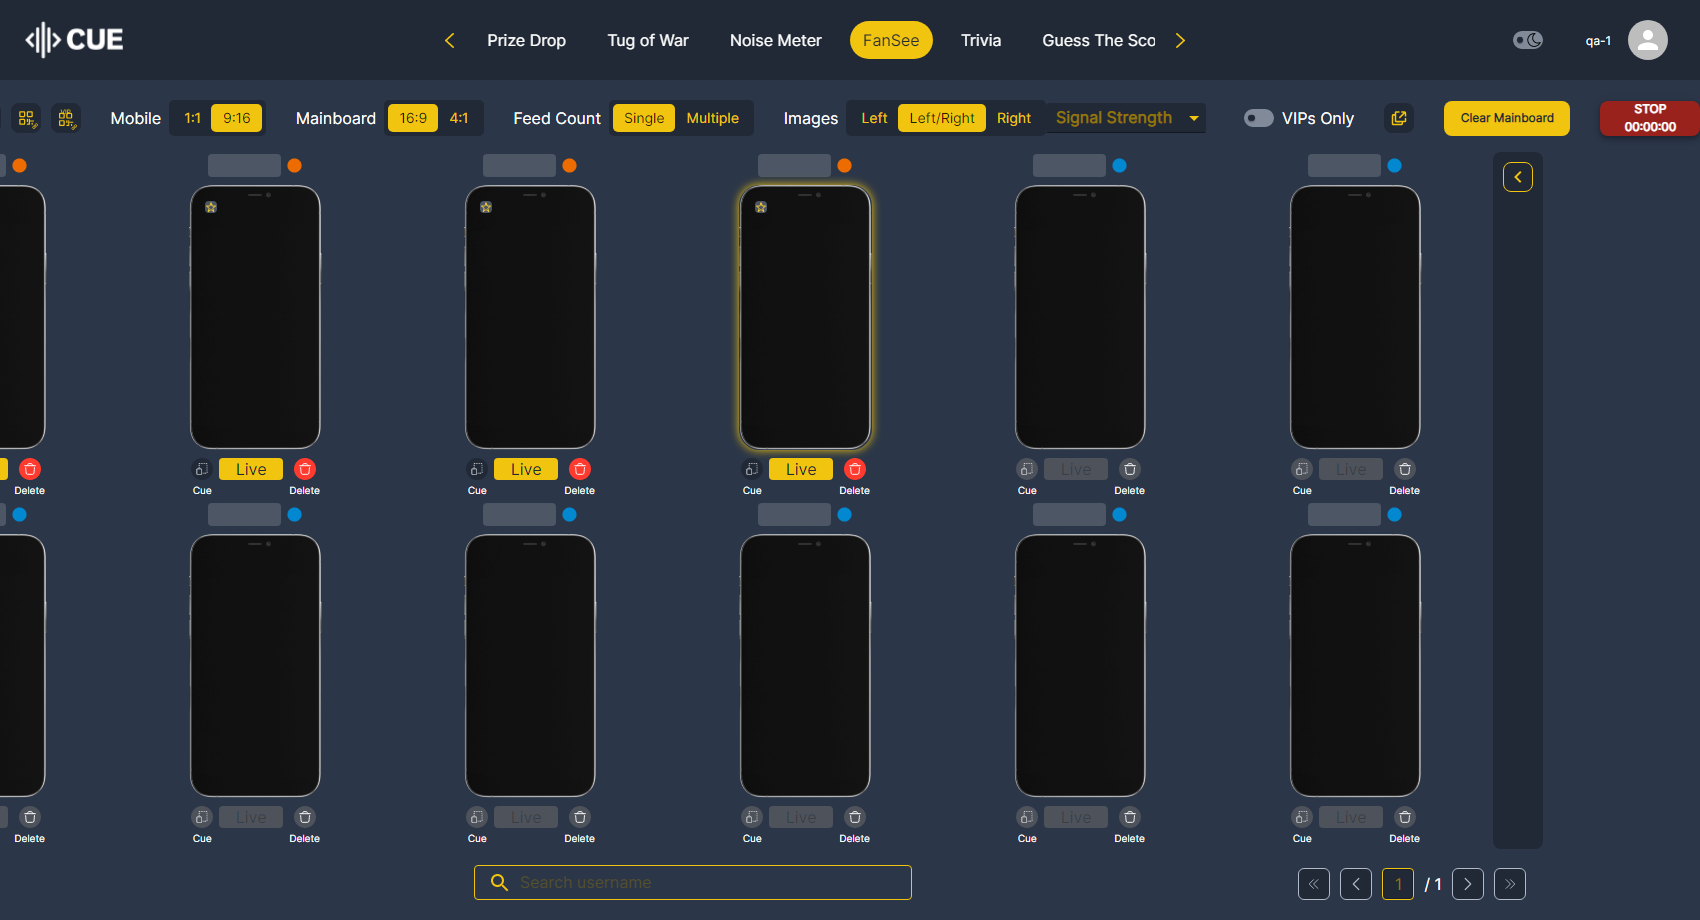 CUE
Prize Drop Tug of War Noise Meter FanSee Trivia Guess The Sco
qa-1
Mobile 1:1 9:16 Mainboard 16:9 4:1 Feed Count Single Multiple Images Left Left/Right Right Signal Strength VIPs Only Clear Mainboard STOP
00:00:00
Live Live Live Live Live
Delete Cue Delete Cue Delete Cue Delete Cue Delete Cue Delete
Live Live Live Live Live
Delete Cue Delete Cue Delete Cue Delete Cue Delete Cue Delete
Search username
1 / 1